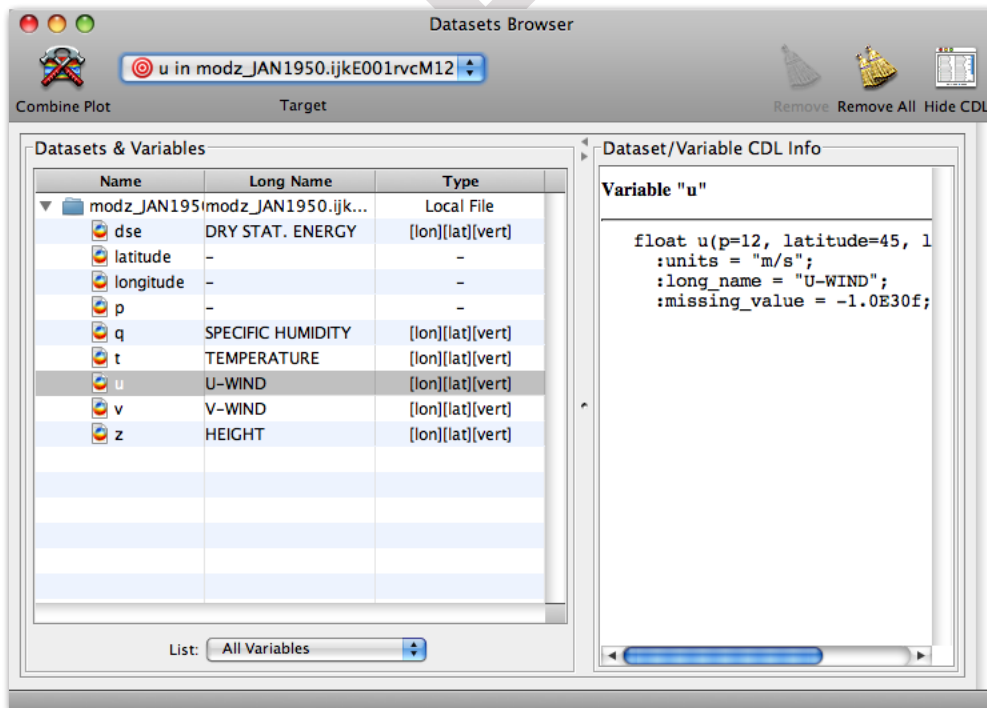 Datasets Browser
u in modz_JAN1950.ijkE001rvcM12
Combine Plot Target Remove Remove All Hide CDL
Datasets & Variables
Name Long Name Type
modz_JAN195 modz_JAN1950.ijk... Local File
dse DRY STAT. ENERGY [lon][lat][vert]
latitude – –
longitude – –
p – –
q SPECIFIC HUMIDITY [lon][lat][vert]
t TEMPERATURE [lon][lat][vert]
u U-WIND [lon][lat][vert]
v V-WIND [lon][lat][vert]
z HEIGHT [lon][lat][vert]
List: All Variables
Dataset/Variable CDL Info
Variable "u"
float u(p=12, latitude=45, l
:units = "m/s";
:long_name = "U-WIND";
:missing_value = -1.0E30f;